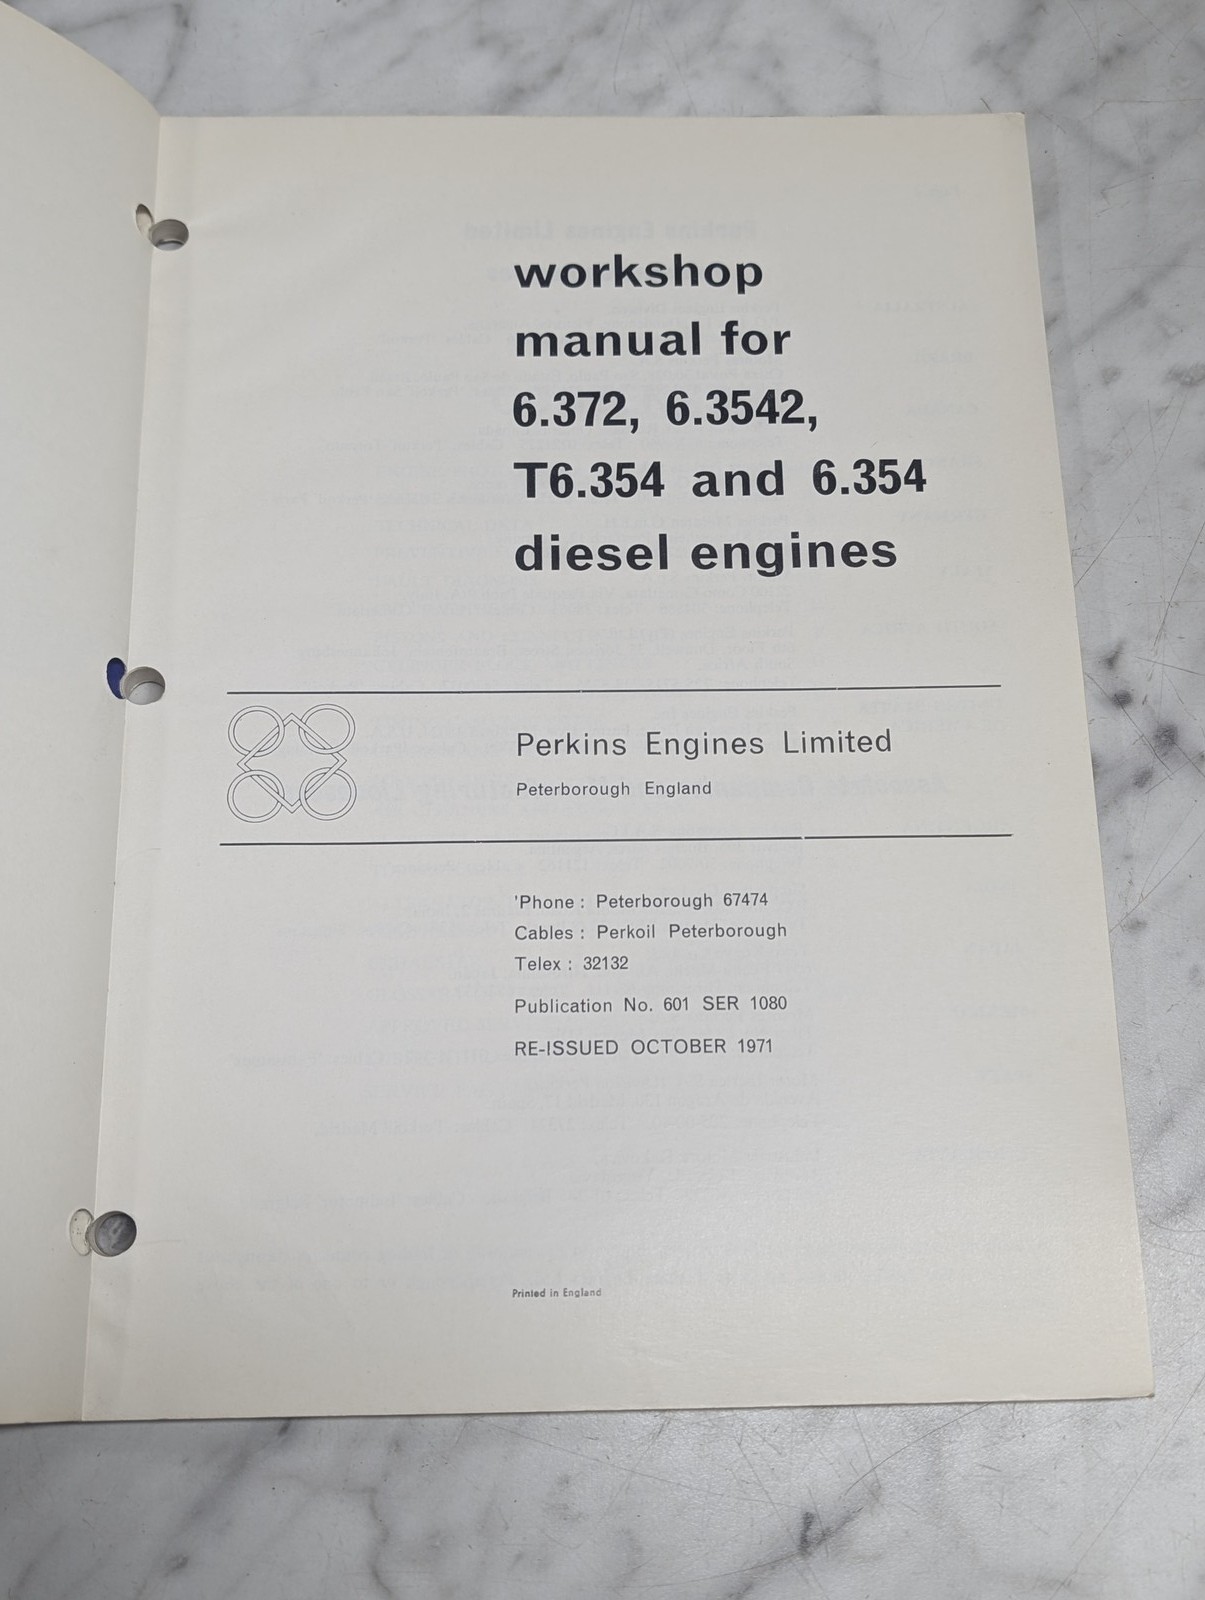 workshop
manual for
6.372, 6.3542,
T6.354 and 6.354
diesel engines
Perkins Engines Limited
Peterborough England
'Phone : Peterborough 67474
Cables : Perkoil Peterborough
Telex : 32132
Publication No. 601 SER 1080
RE-ISSUED OCTOBER 1971
Printed in England